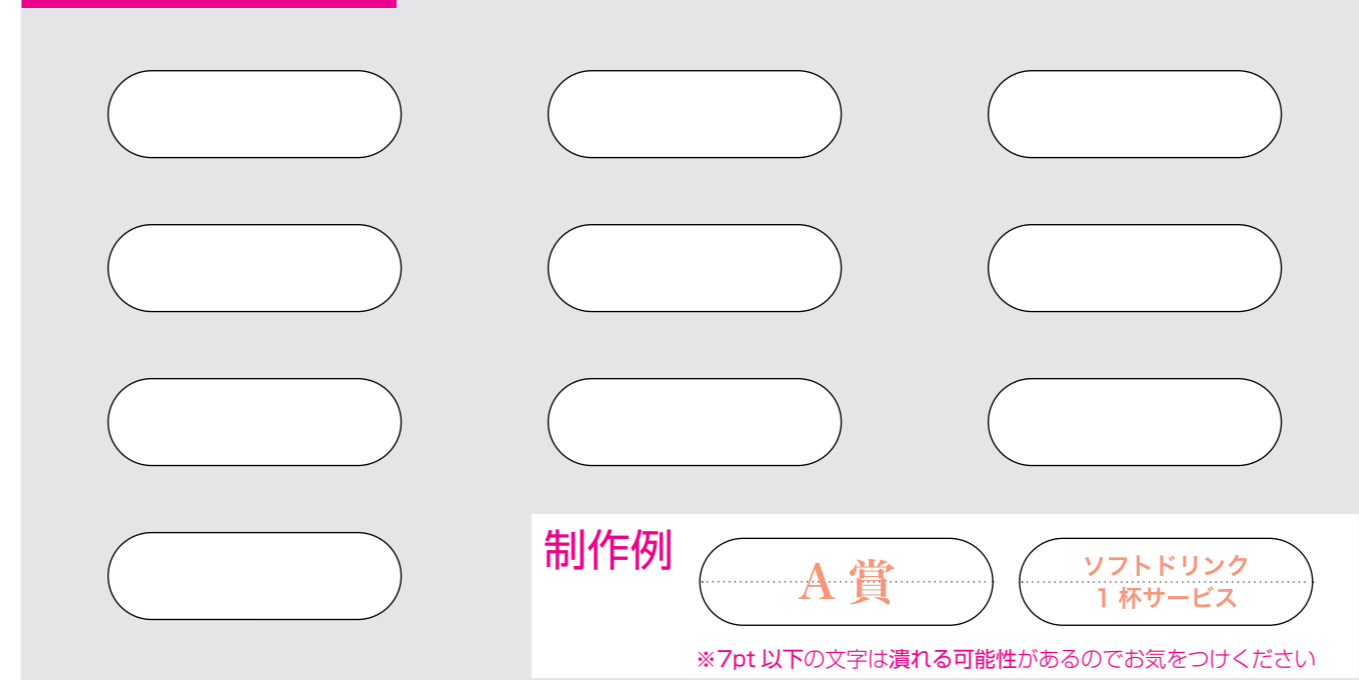 制作例
A 賞
ソフトドリンク
1 杯サービス
※7pt 以下の文字は潰れる可能性があるのでお気をつけください